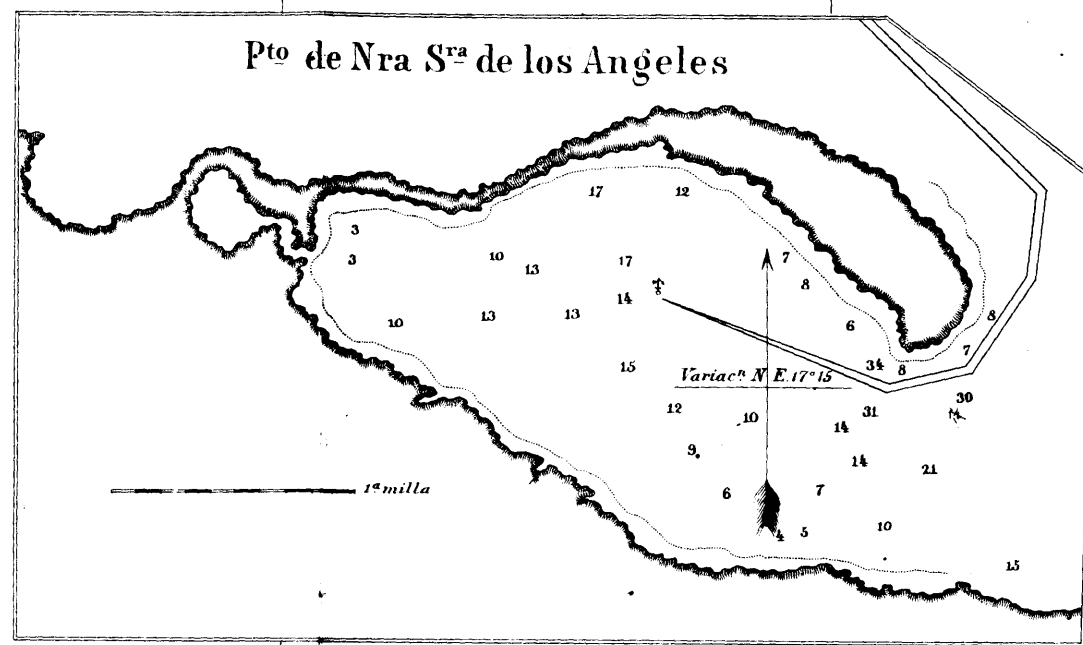 Pto de Nra Sra de los Angeles
17 12
3
3 10 13 17 7
8
14
10 13 13 6 8
7
15 34 8
Variacn. N E. 17° 15
30
12 10 31
14
9
14 21
6 7
1a milla
4 5 10
15